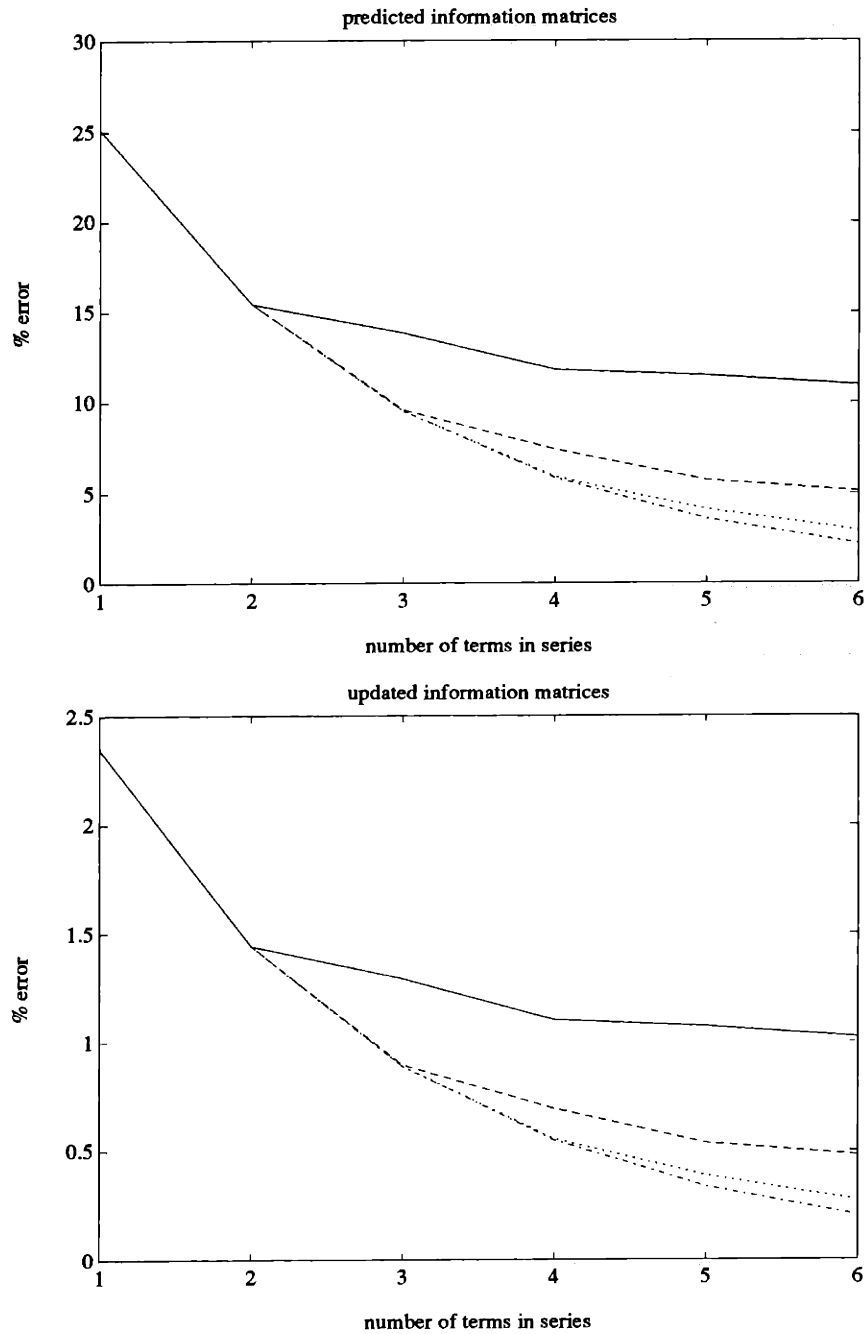 predicted information matrices
30
25
20
15
10
5
0
% error
1 2 3 4 5 6
number of terms in series
updated information matrices
2.5
2
1.5
1
0.5
0
% error
1 2 3 4 5 6
number of terms in series